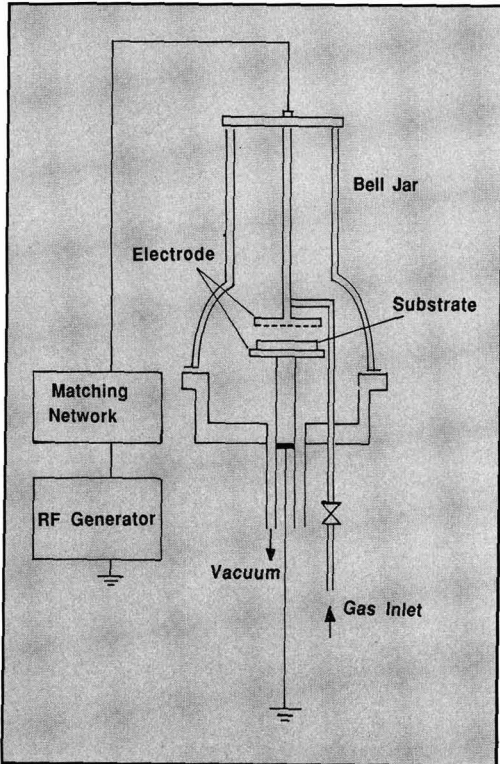 Bell Jar
Electrode
Substrate
Matching
Network
RF Generator
Vacuum
Gas Inlet